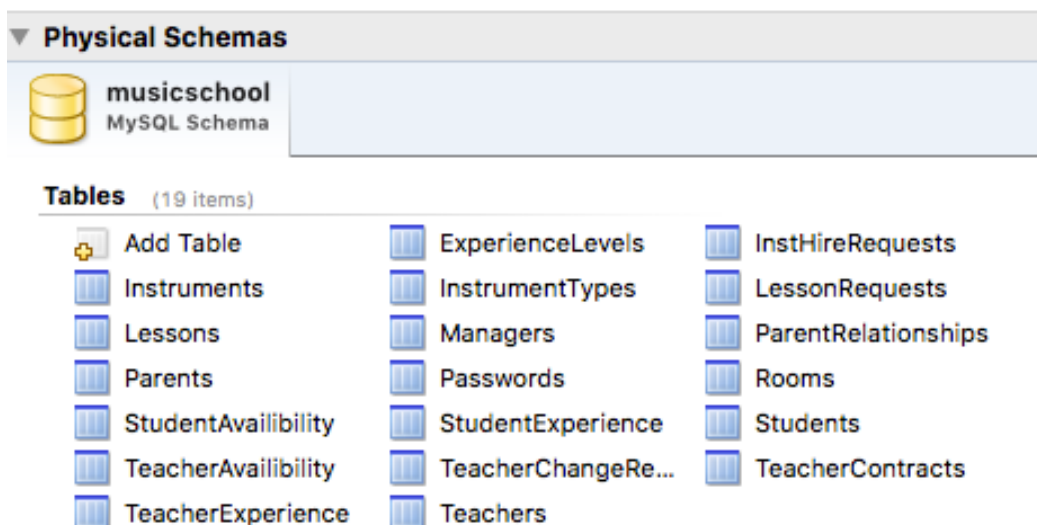 Physical Schemas
musicschool
MySQL Schema
Tables (19 items)
Add Table ExperienceLevels InstHireRequests
Instruments InstrumentTypes LessonRequests
Lessons Managers ParentRelationships
Parents Passwords Rooms
StudentAvailibility StudentExperience Students
TeacherAvailibility TeacherChangeRe... TeacherContracts
TeacherExperience Teachers